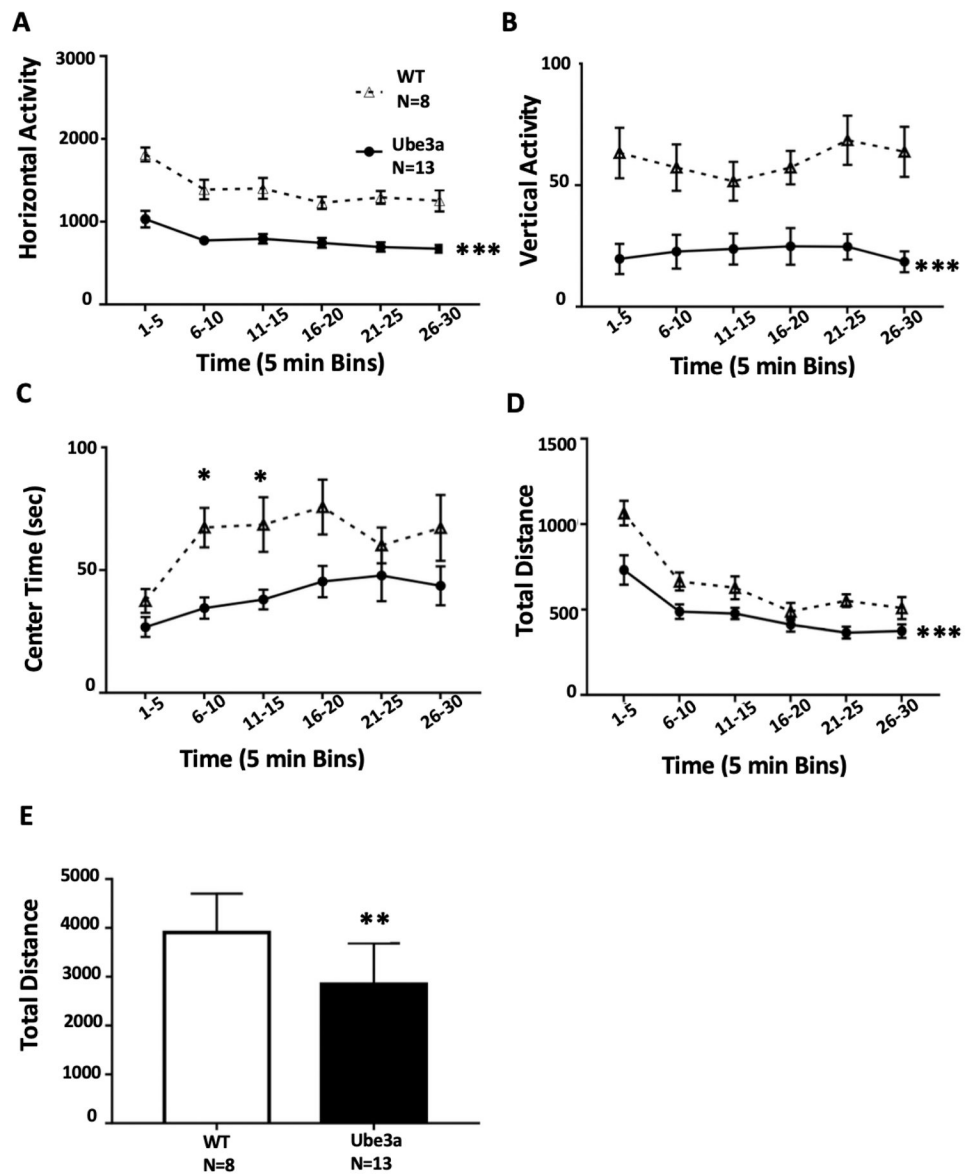 A
Horizontal Activity
3000
2000
1000
0
WT
N=8
Ube3a
N=13
***
1-5
6-10
11-15
16-20
21-25
26-30
Time (5 min Bins)
B
Vertical Activity
100
50
0
***
1-5
6-10
11-15
16-20
21-25
26-30
Time (5 min Bins)
C
Center Time (sec)
100
50
0
*
*
1-5
6-10
11-15
16-20
21-25
26-30
Time (5 min Bins)
D
Total Distance
1500
1000
500
0
***
1-5
6-10
11-15
16-20
21-25
26-30
Time (5 min Bins)
E
Total Distance
5000
4000
3000
2000
1000
0
**
WT
N=8
Ube3a
N=13